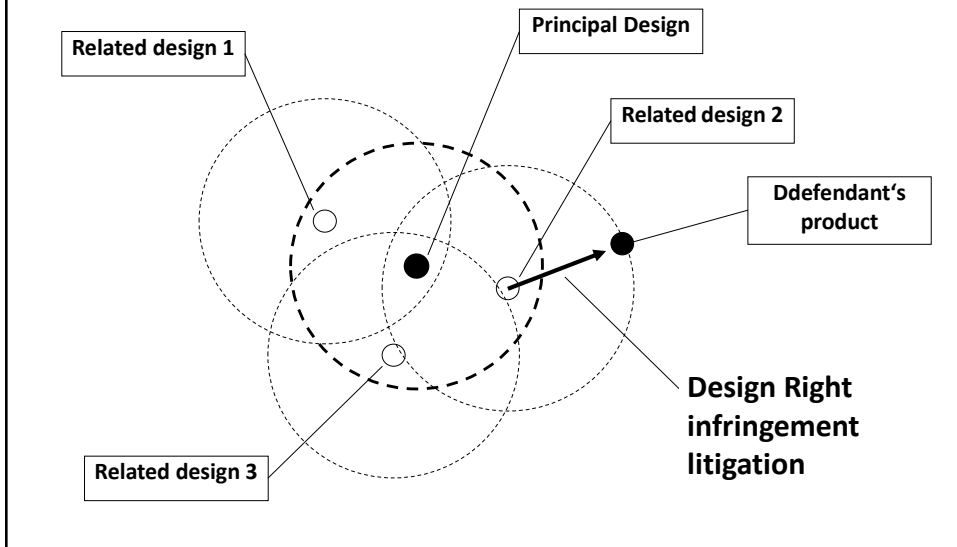 Principal Design
Related design 1
Related design 2
Ddefendant‘s
product
Design Right
infringement
litigation
Related design 3